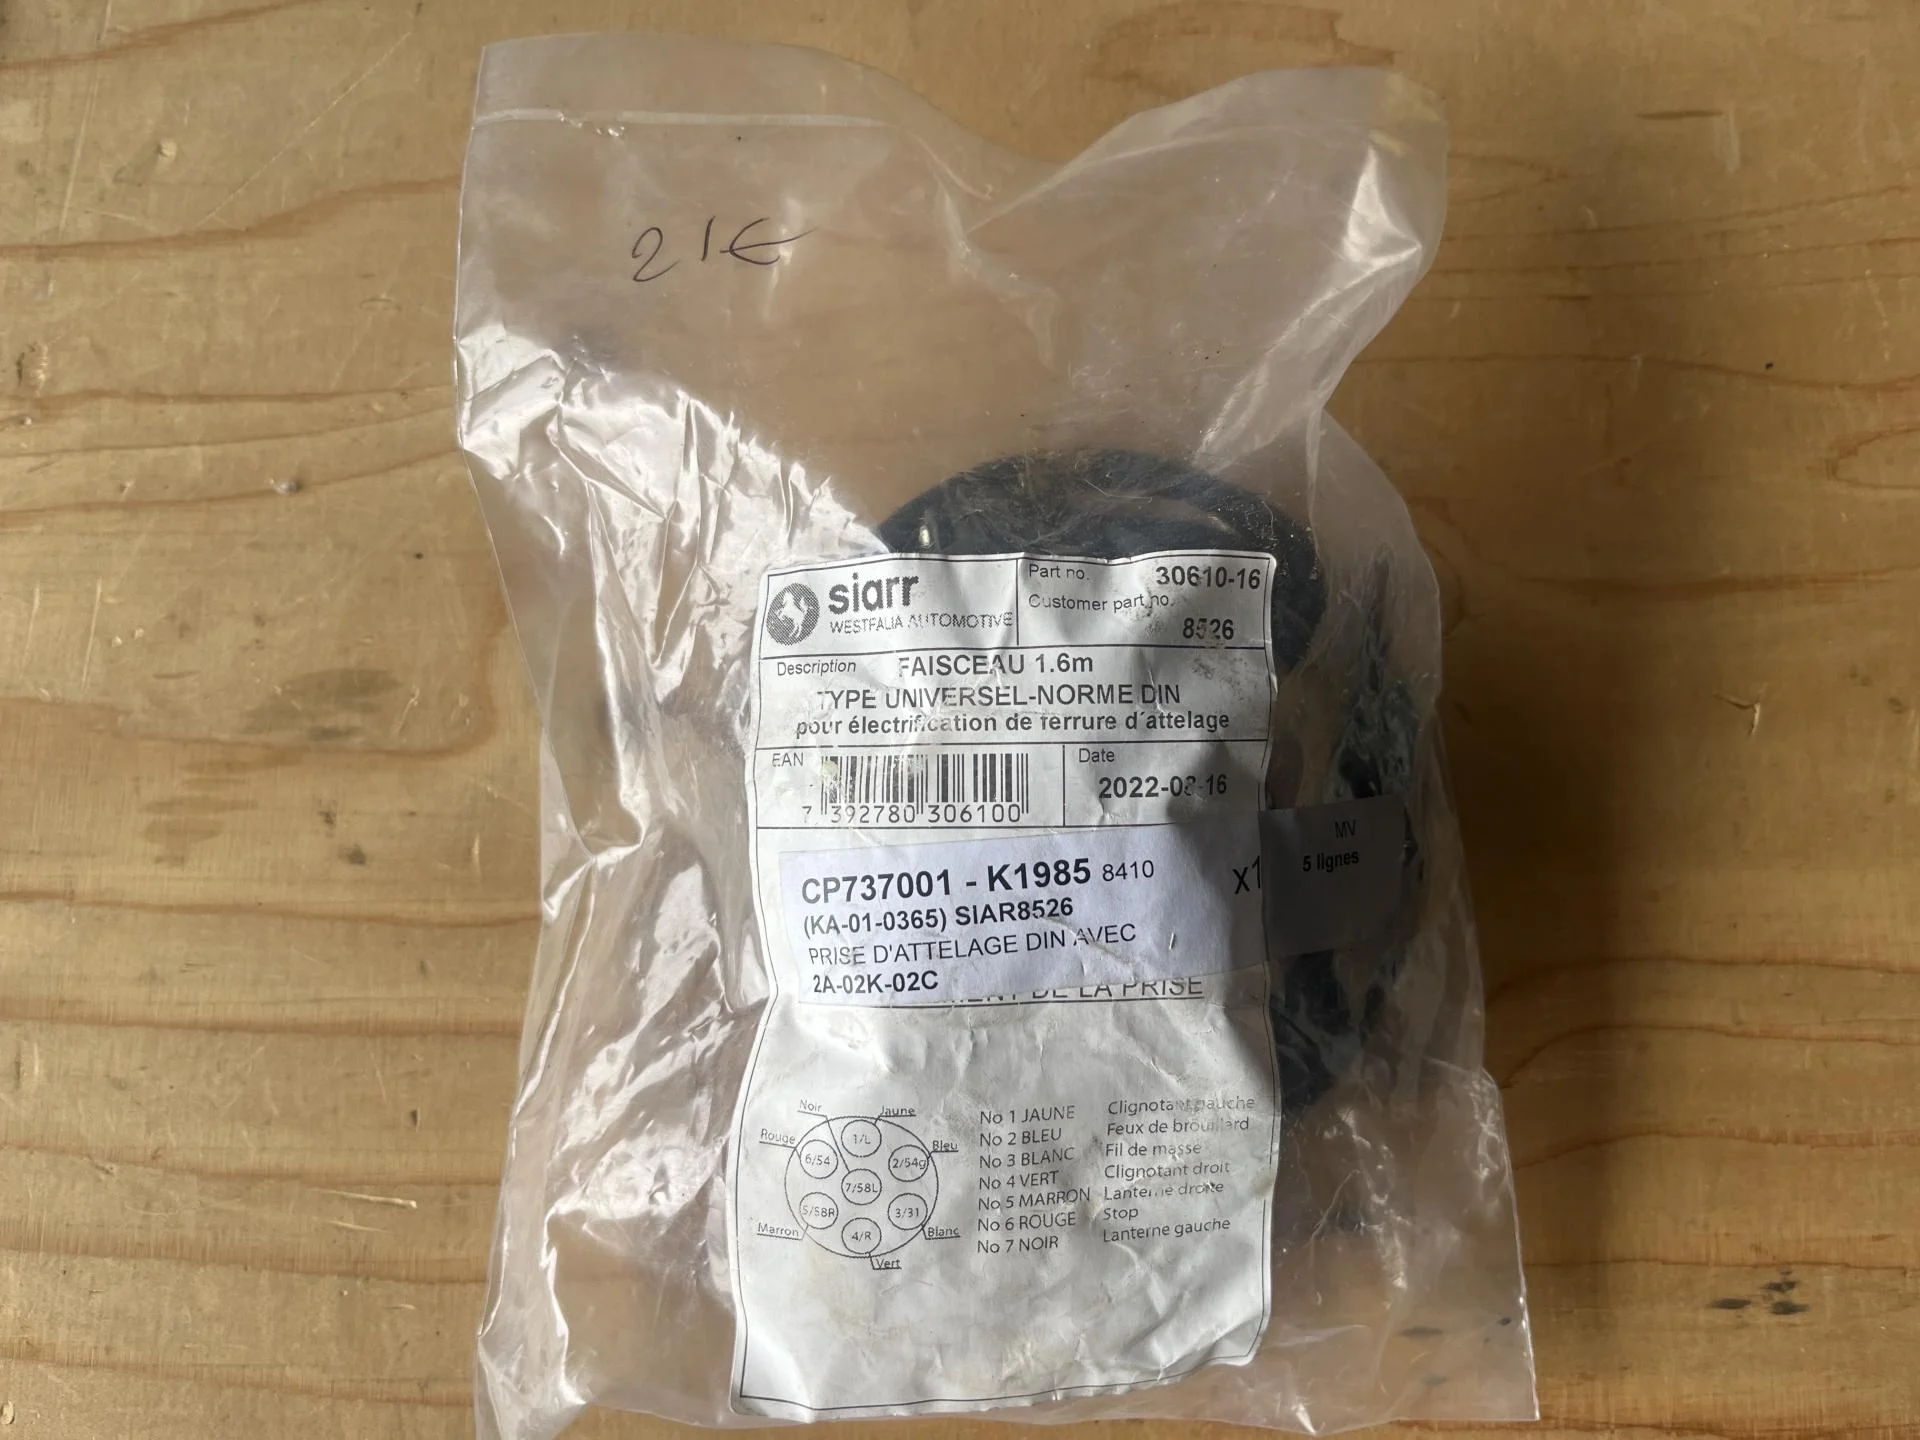 21€
siarr
WESTFALIA AUTOMOTIVE
Part no. 30610-16
Customer part no.
8526
Description FAISCEAU 1.6m
TYPE UNIVERSEL-NORME DIN
pour électrification de ferrure d'attelage
EAN
7 392780 306100
Date
2022-08-16
MV
5 lignes
CP737001 - K1985 8410 x1
(KA-01-0365) SIAR8526
PRISE D'ATTELAGE DIN AVEC
2A-02K-02C
DE LA PRISE
Noir
Jaune
Rouge
Bleu
1/L
6/54
2/54g
7/58L
5/58R
3/31
4/R
Marron
Blanc
Vert
No 1 JAUNE Clignotant gauche
No 2 BLEU Feux de brouillard
No 3 BLANC Fil de masse
No 4 VERT Clignotant droit
No 5 MARRON Lanterne droite
No 6 ROUGE Stop
No 7 NOIR Lanterne gauche